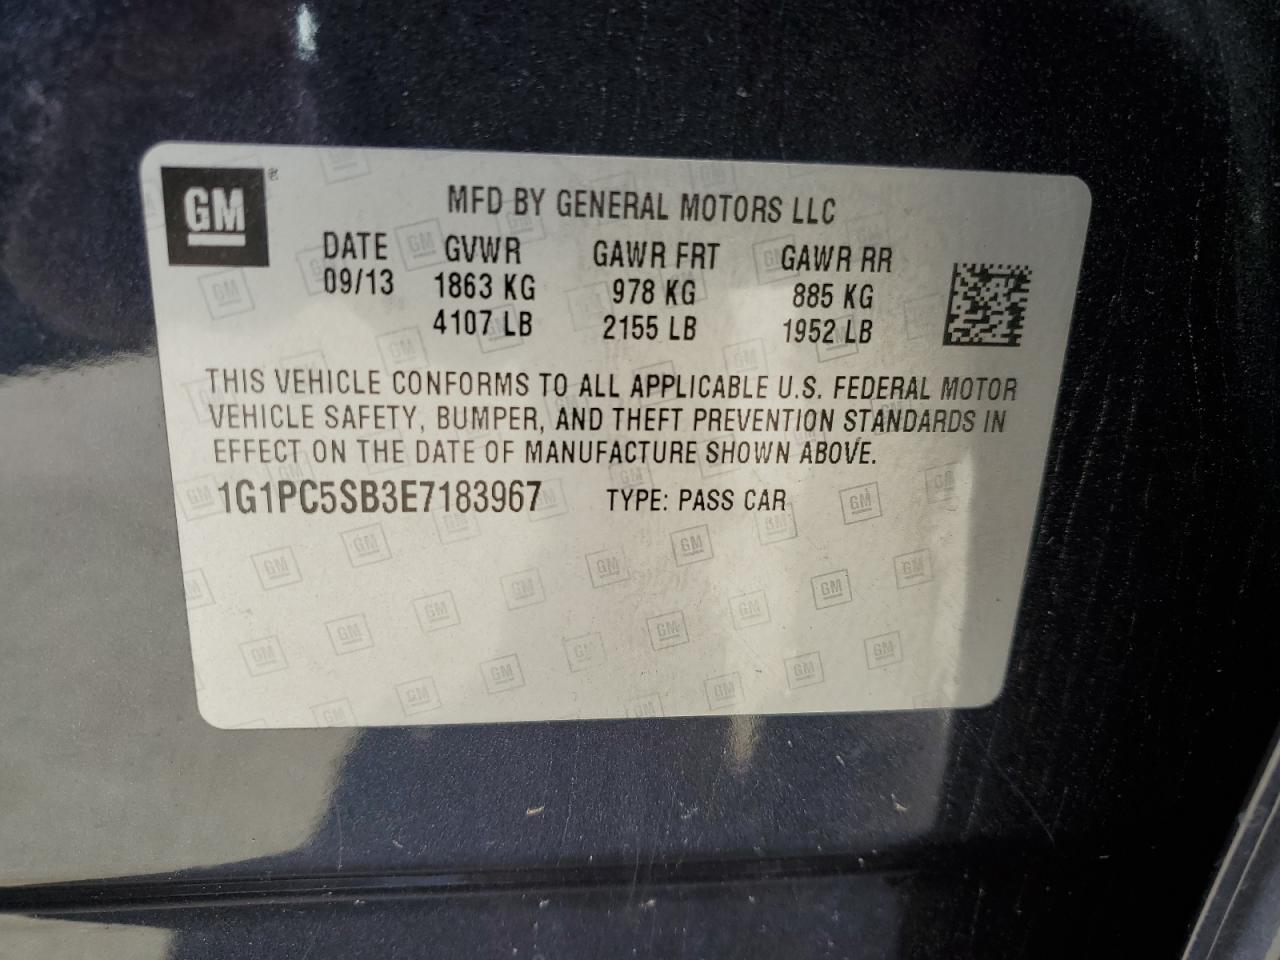 GM
MFD BY GENERAL MOTORS LLC
DATE GVWR GAWR FRT GAWR RR
09/13 1863 KG 978 KG 885 KG
4107 LB 2155 LB 1952 LB
THIS VEHICLE CONFORMS TO ALL APPLICABLE U.S. FEDERAL MOTOR
VEHICLE SAFETY, BUMPER, AND THEFT PREVENTION STANDARDS IN
EFFECT ON THE DATE OF MANUFACTURE SHOWN ABOVE.
1G1PC5SB3E7183967 TYPE: PASS CAR